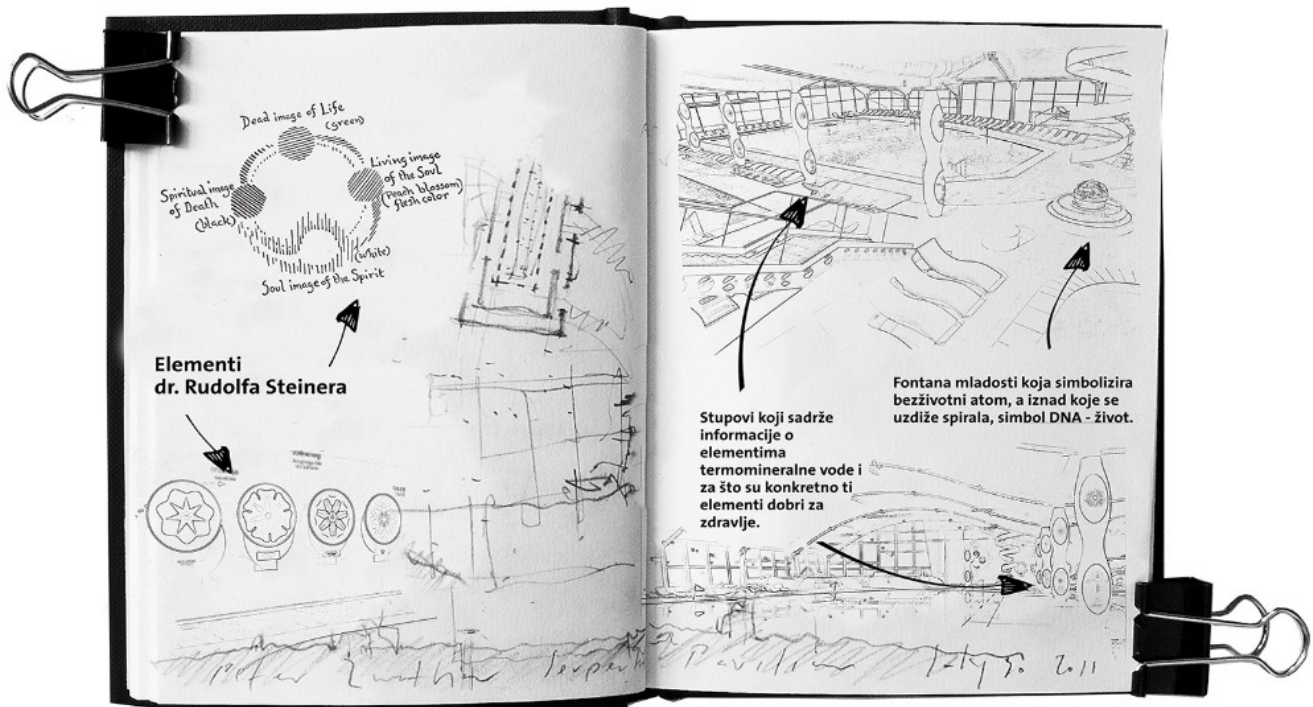 Dead image of Life
(green)
Living image
of the Soul
(Peach blossom)
flesh color
Spiritual image
of Death
(black)
(white)
Soul image of the Spirit
Elementi
dr. Rudolfa Steinera
Stupovi koji sadrže
informacije o
elementima
termomineralne vode i
za što su konkretno ti
elementi dobri za
zdravlje.
Fontana mladosti koja simbolizira
bezživotni atom, a iznad koje se
uzdiže spirala, simbol DNA - život.
Peter 2011